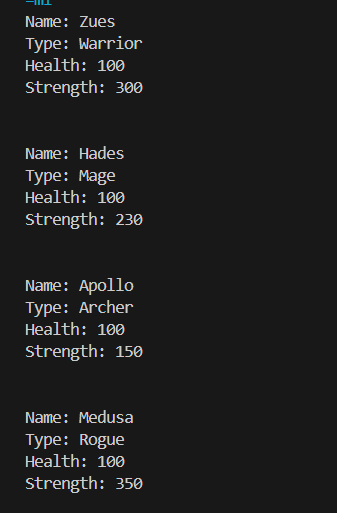 Name: Zues
Type: Warrior
Health: 100
Strength: 300
Name: Hades
Type: Mage
Health: 100
Strength: 230
Name: Apollo
Type: Archer
Health: 100
Strength: 150
Name: Medusa
Type: Rogue
Health: 100
Strength: 350